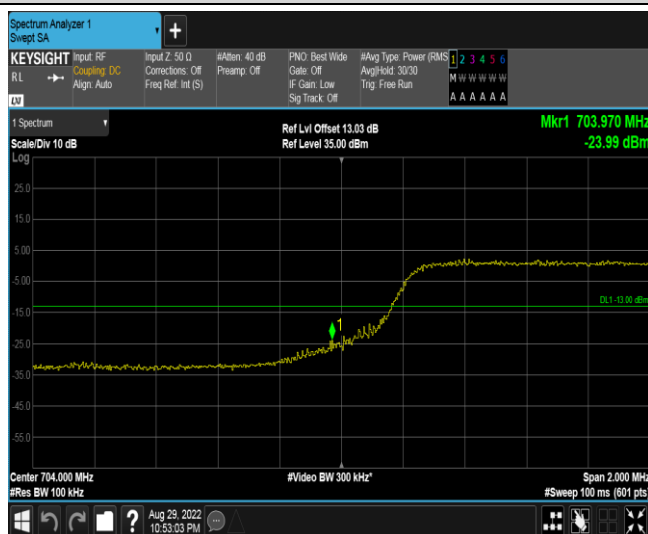 Spectrum Analyzer 1
Swept SA
+
KEYSIGHT
RL
Input: RF
Coupling: DC
Align: Auto
Input Z: 50 Ω
Corrections: Off
Freq Ref: Int (S)
#Atten: 40 dB
Preamp: Off
PNO: Best Wide
Gate: Off
IF Gain: Low
Sig Track: Off
#Avg Type: Power (RMS
Avg|Hold: 30/30
Trig: Free Run
1 2 3 4 5 6
M W W W W W
A A A A A A
LXI
1 Spectrum
Scale/Div 10 dB
Ref Lvl Offset 13.03 dB
Ref Level 35.00 dBm
Mkr1 703.970 MHz
-23.99 dBm
Log
25.0
15.0
5.00
-5.00
DL1 -13.00 dBm
-15.0
1
-25.0
-35.0
-45.0
-55.0
Center 704.000 MHz
#Res BW 100 kHz
#Video BW 300 kHz*
Span 2.000 MHz
#Sweep 100 ms (601 pts)
?
Aug 29, 2022
10:53:03 PM